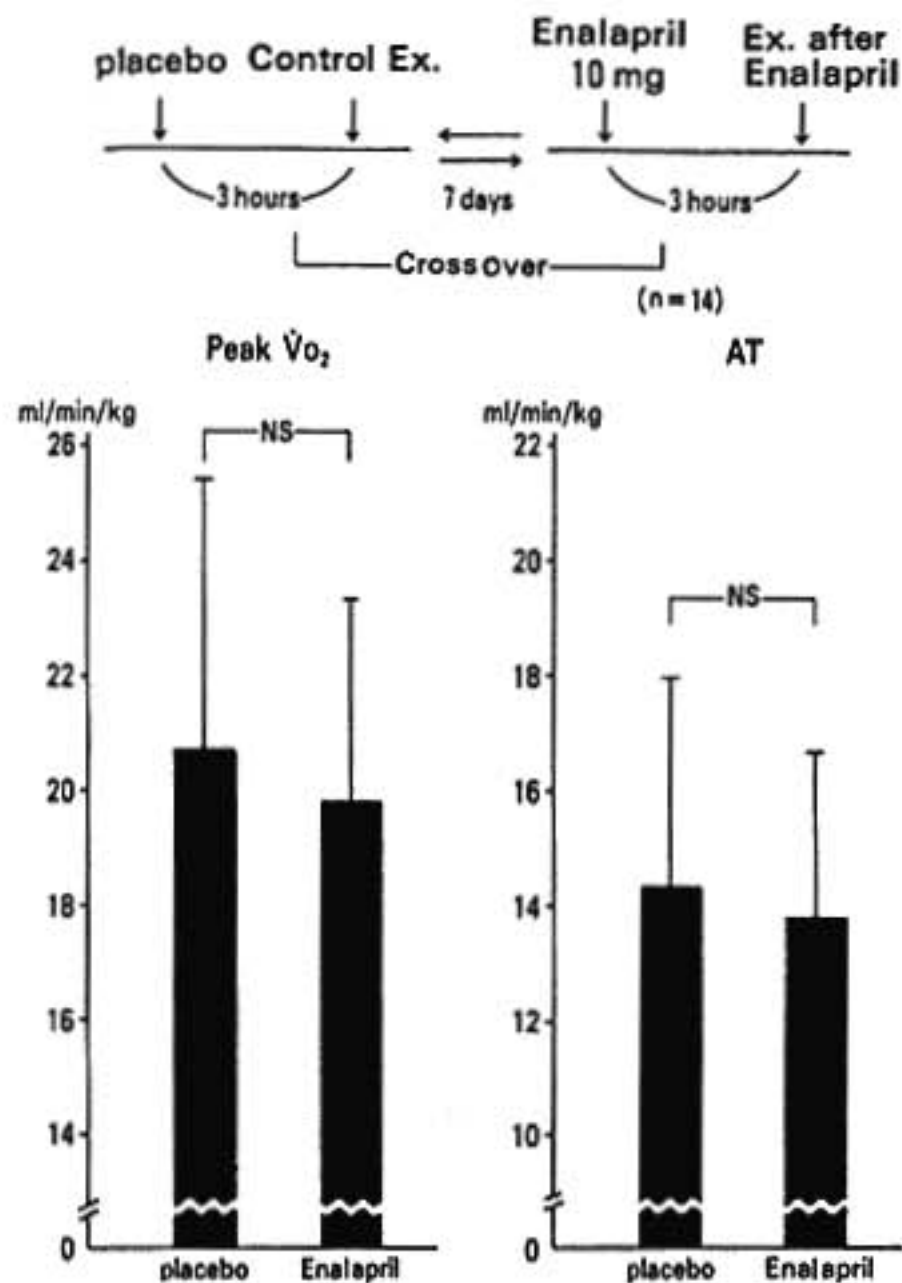 placebo Control Ex.
Enalapril
10 mg
Ex. after
Enalapril
3 hours
7 days
3 hours
Crossover
(n=14)
Peak V̇o₂
ml/min/kg
26
24
22
20
18
16
14
0
NS
placebo Enalapril
AT
ml/min/kg
22
20
18
16
14
12
10
0
NS
placebo Enalapril